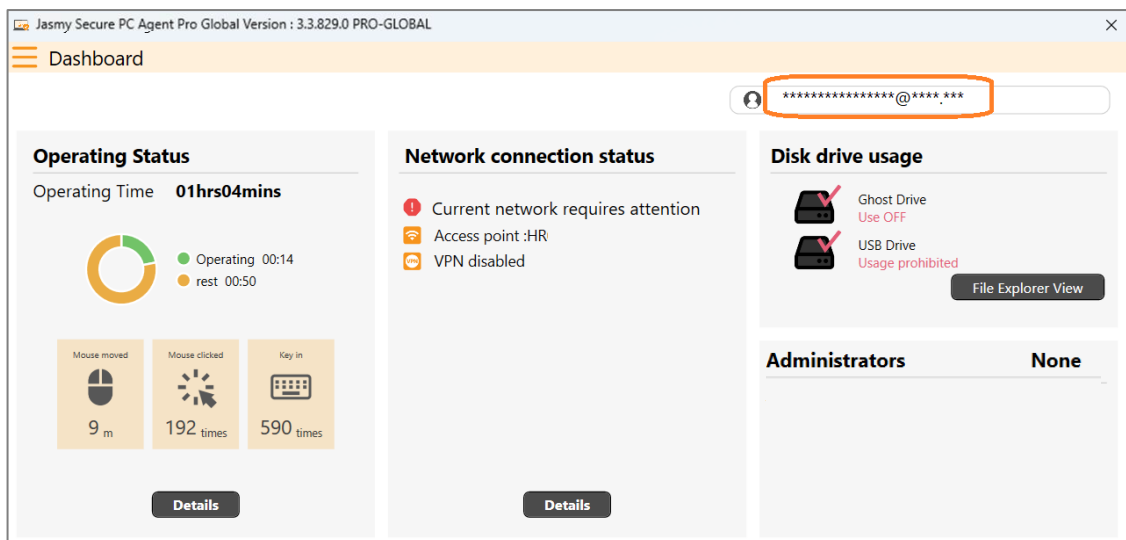 Jasmy Secure PC Agent Pro Global Version : 3.3.829.0 PRO-GLOBAL
Dashboard
****************@****.***
Operating Status
Operating Time 01hrs04mins
Operating 00:14
rest 00:50
Mouse moved
9 m
Mouse clicked
192 times
Key in
590 times
Details
Network connection status
Current network requires attention
Access point :HR
VPN
VPN disabled
Details
Disk drive usage
Ghost Drive
Use OFF
USB Drive
Usage prohibited
File Explorer View
Administrators None